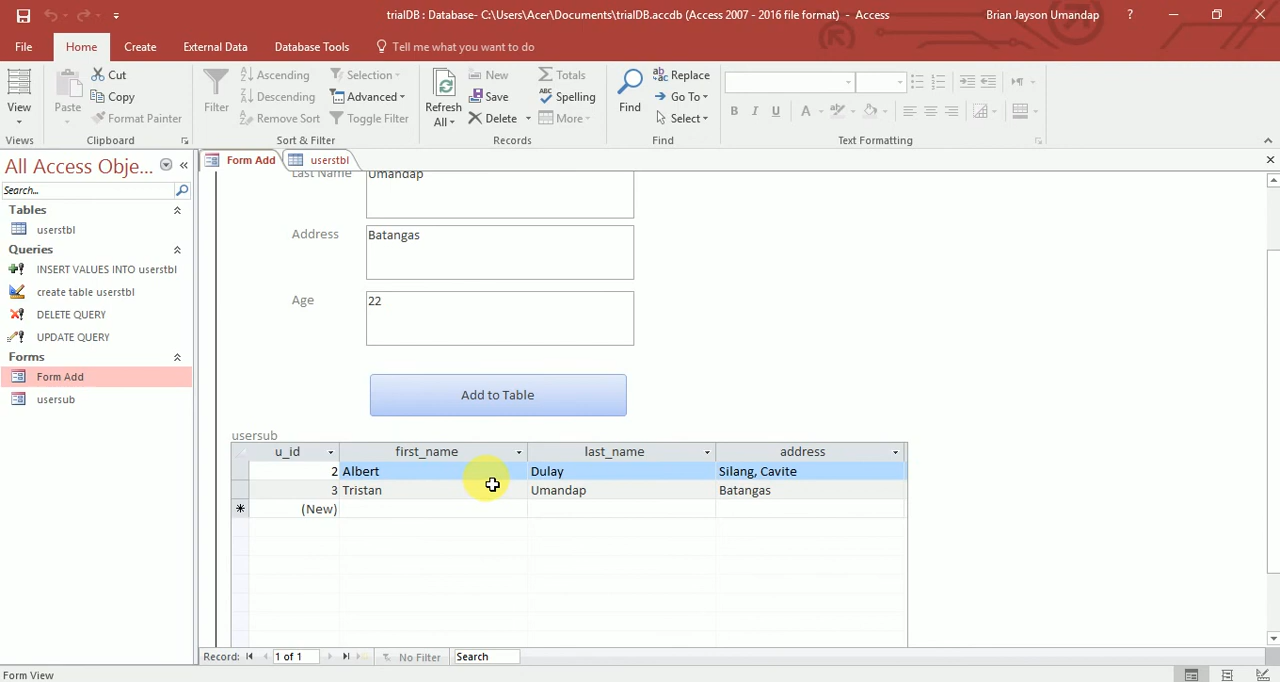 trialDB : Database- C:\Users\Acer\Documents\trialDB.accdb (Access 2007 - 2016 file format) - Access
Brian Jayson Umandap
?
File
Home
Create
External Data
Database Tools
Tell me what you want to do
View
Views
Paste
Cut
Copy
Format Painter
Clipboard
Filter
Ascending
Descending
Remove Sort
Selection
Advanced
Toggle Filter
Sort & Filter
Refresh
All
New
Save
Delete
Totals
Spelling
More
Records
Find
Replace
Go To
Select
Find
B I U A
Text Formatting
All Access Obje...
Search...
Tables
userstbl
Queries
INSERT VALUES INTO userstbl
create table userstbl
DELETE QUERY
UPDATE QUERY
Forms
Form Add
usersub
Form Add
userstbl
Last Name Umandap
Address Batangas
Age 22
Add to Table
usersub
u_id first_name last_name address
2 Albert Dulay Silang, Cavite
3 Tristan Umandap Batangas
(New)
Record: 1 of 1 No Filter Search
Form View